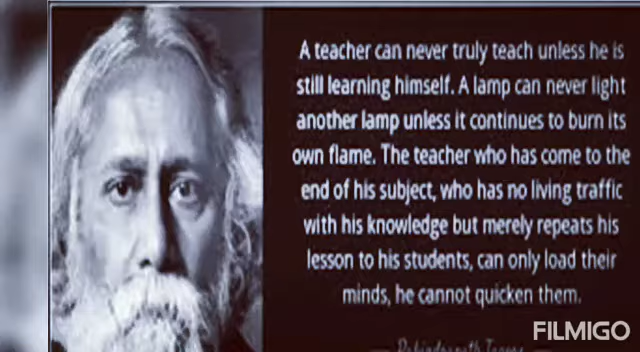 A teacher can never truly teach unless he is
still learning himself. A lamp can never light
another lamp unless it continues to burn its
own flame. The teacher who has come to the
end of his subject, who has no living traffic
with his knowledge but merely repeats his
lesson to his students, can only load their
minds, he cannot quicken them.
FILMIGO